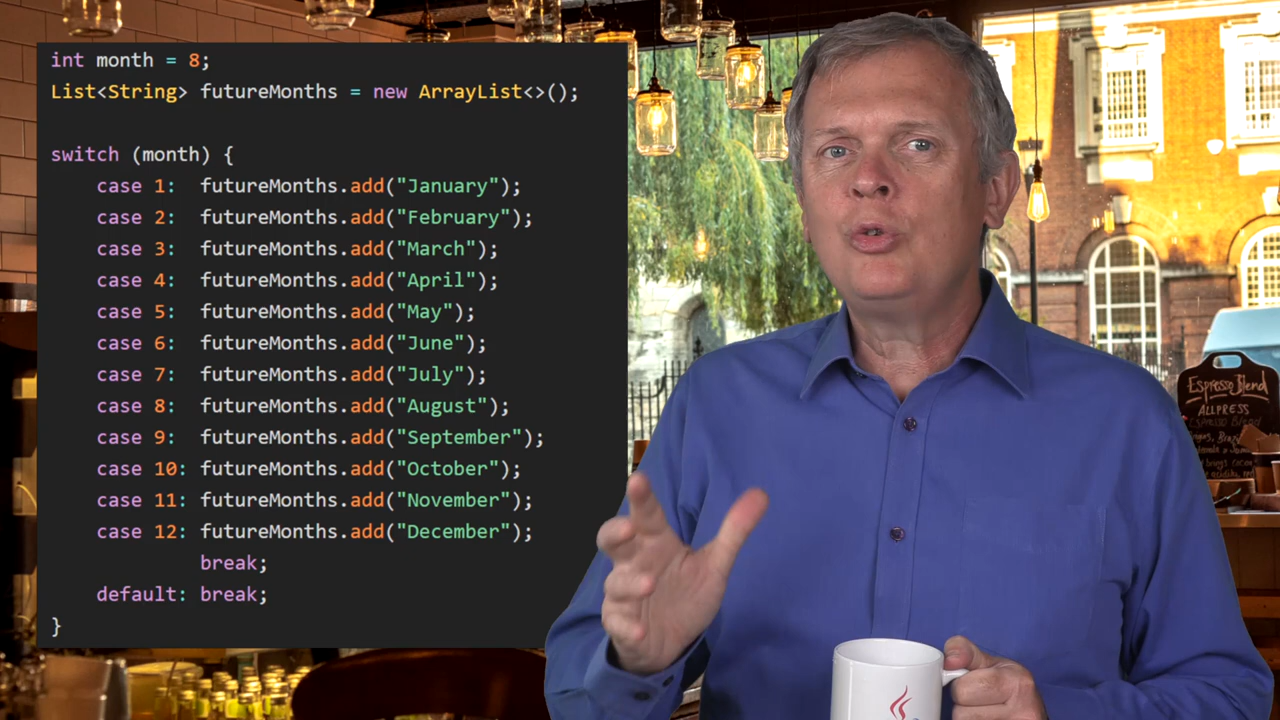 int month = 8;
List<String> futureMonths = new ArrayList<>();
switch (month) {
case 1: futureMonths.add("January");
case 2: futureMonths.add("February");
case 3: futureMonths.add("March");
case 4: futureMonths.add("April");
case 5: futureMonths.add("May");
case 6: futureMonths.add("June");
case 7: futureMonths.add("July");
case 8: futureMonths.add("August");
case 9: futureMonths.add("September");
case 10: futureMonths.add("October");
case 11: futureMonths.add("November");
case 12: futureMonths.add("December");
break;
default: break;
}
Espresso Blend
ALLPRESS